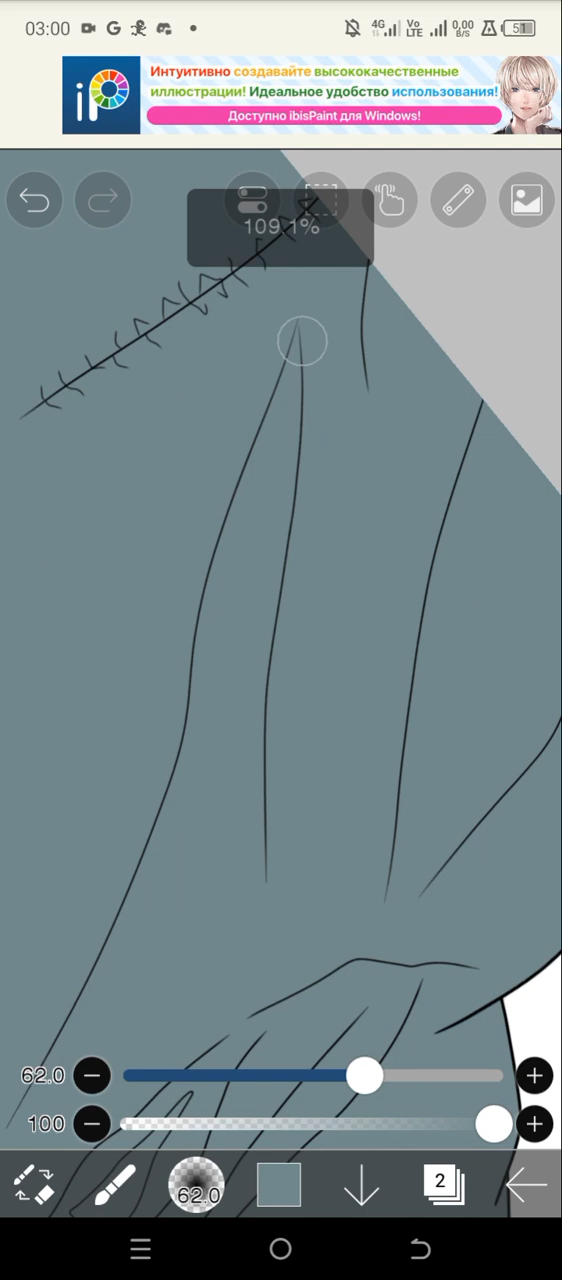 03:00
4G
Vo
LTE
0,00
B/S
51
iP
Интуитивно создавайте высококачественные
иллюстрации! Идеальное удобство использования!
Доступно ibisPaint для Windows!
109.1%
62.0
100
62.0
2